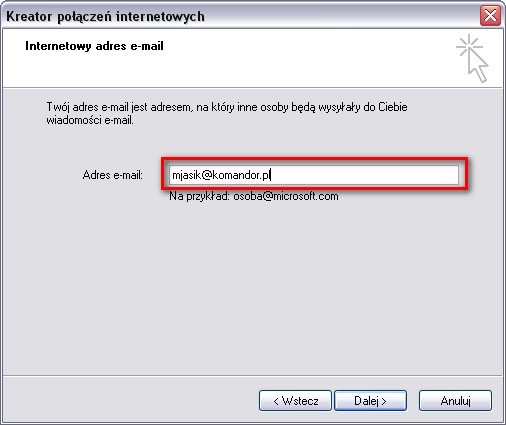 Kreator połączeń internetowych
Internetowy adres e-mail
Twój adres e-mail jest adresem, na który inne osoby będą wysyłały do Ciebie
wiadomości e-mail.
Adres e-mail: mjasik@komandor.pl
Na przykład: osoba@microsoft.com
< Wstecz Dalej > Anuluj